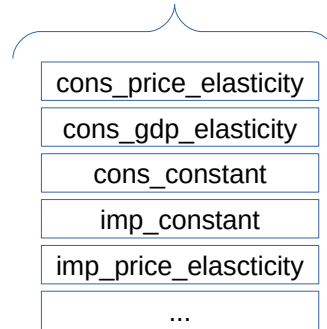 cons_price_elasticity
cons_gdp_elasticity
cons_constant
imp_constant
imp_price_elascticity
...